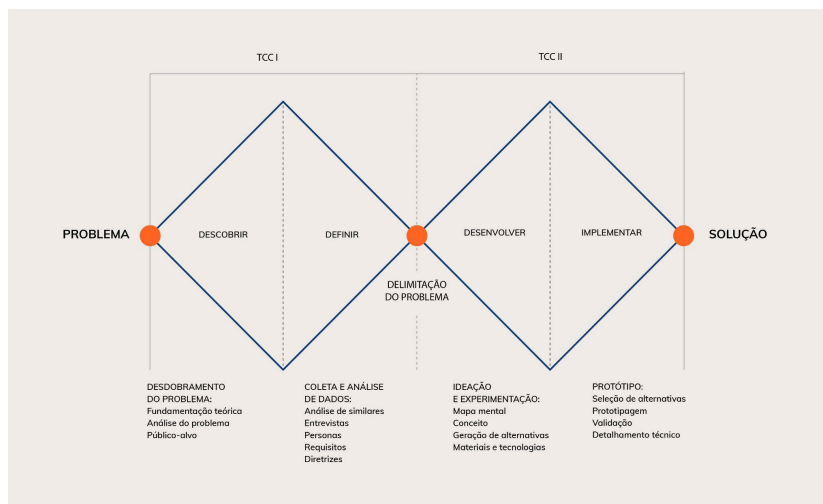 TCC I
TCC II
PROBLEMA
DESCOBRIR
DEFINIR
DESENVOLVER
IMPLEMENTAR
SOLUÇÃO
DELIMITAÇÃO
DO PROBLEMA
DESDOBRAMENTO
DO PROBLEMA:
Fundamentação teórica
Análise do problema
Público-alvo
COLETA E ANÁLISE
DE DADOS:
Análise de similares
Entrevistas
Personas
Requisitos
Diretrizes
IDEAÇÃO
E EXPERIMENTAÇÃO:
Mapa mental
Conceito
Geração de alternativas
Materiais e tecnologias
PROTÓTIPO:
Seleção de alternativas
Prototipagem
Validação
Detalhamento técnico